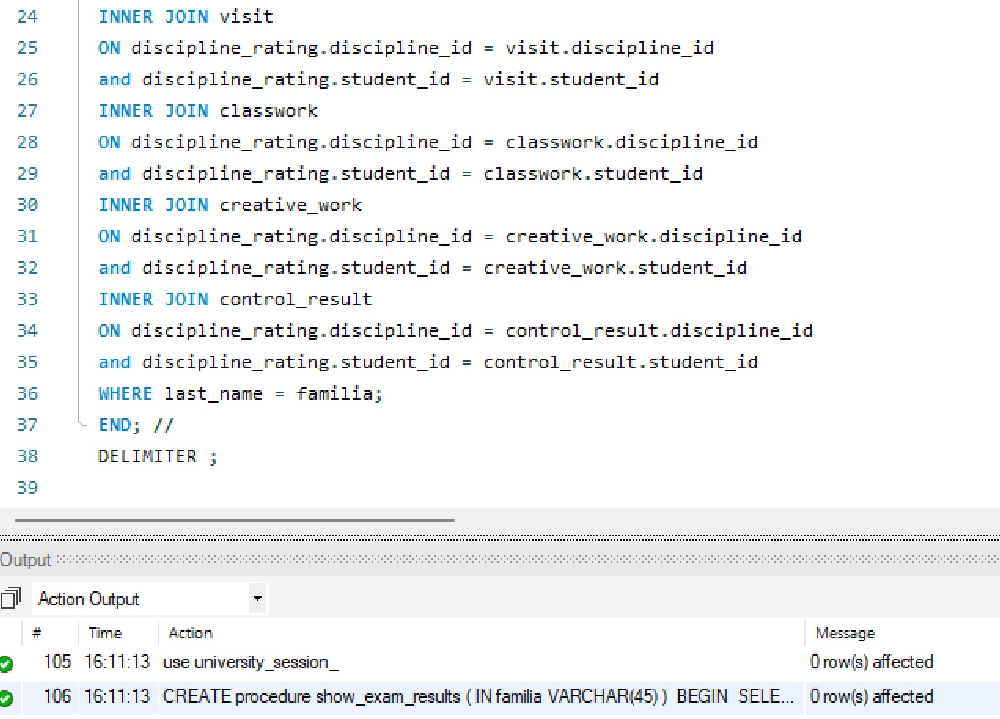 24 INNER JOIN visit
25 ON discipline_rating.discipline_id = visit.discipline_id
26 and discipline_rating.student_id = visit.student_id
27 INNER JOIN classwork
28 ON discipline_rating.discipline_id = classwork.discipline_id
29 and discipline_rating.student_id = classwork.student_id
30 INNER JOIN creative_work
31 ON discipline_rating.discipline_id = creative_work.discipline_id
32 and discipline_rating.student_id = creative_work.student_id
33 INNER JOIN control_result
34 ON discipline_rating.discipline_id = control_result.discipline_id
35 and discipline_rating.student_id = control_result.student_id
36 WHERE last_name = familia;
37 END; //
38 DELIMITER ;
39
Output
Action Output
# Time Action Message
105 16:11:13 use university_session_ 0 row(s) affected
106 16:11:13 CREATE procedure show_exam_results ( IN familia VARCHAR(45) ) BEGIN SELE... 0 row(s) affected